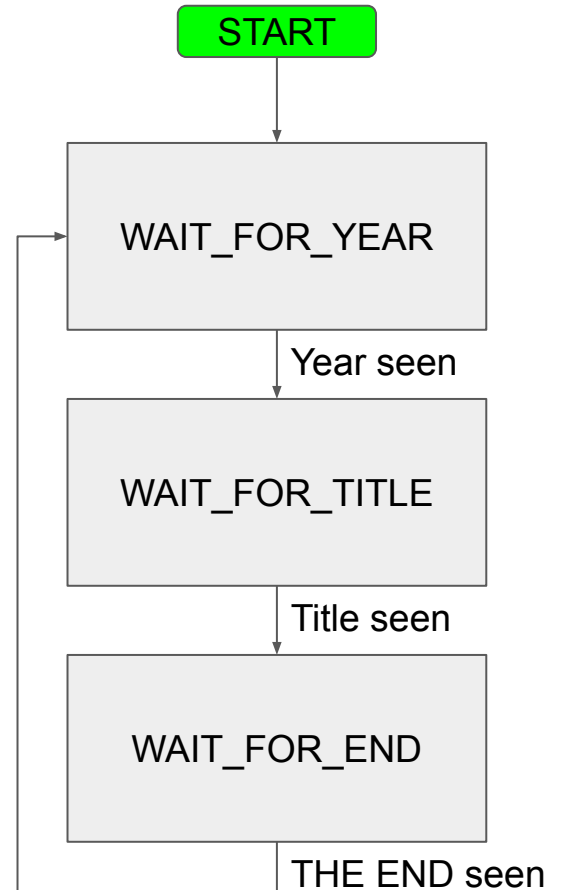 START
WAIT_FOR_YEAR
Year seen
WAIT_FOR_TITLE
Title seen
WAIT_FOR_END
THE END seen